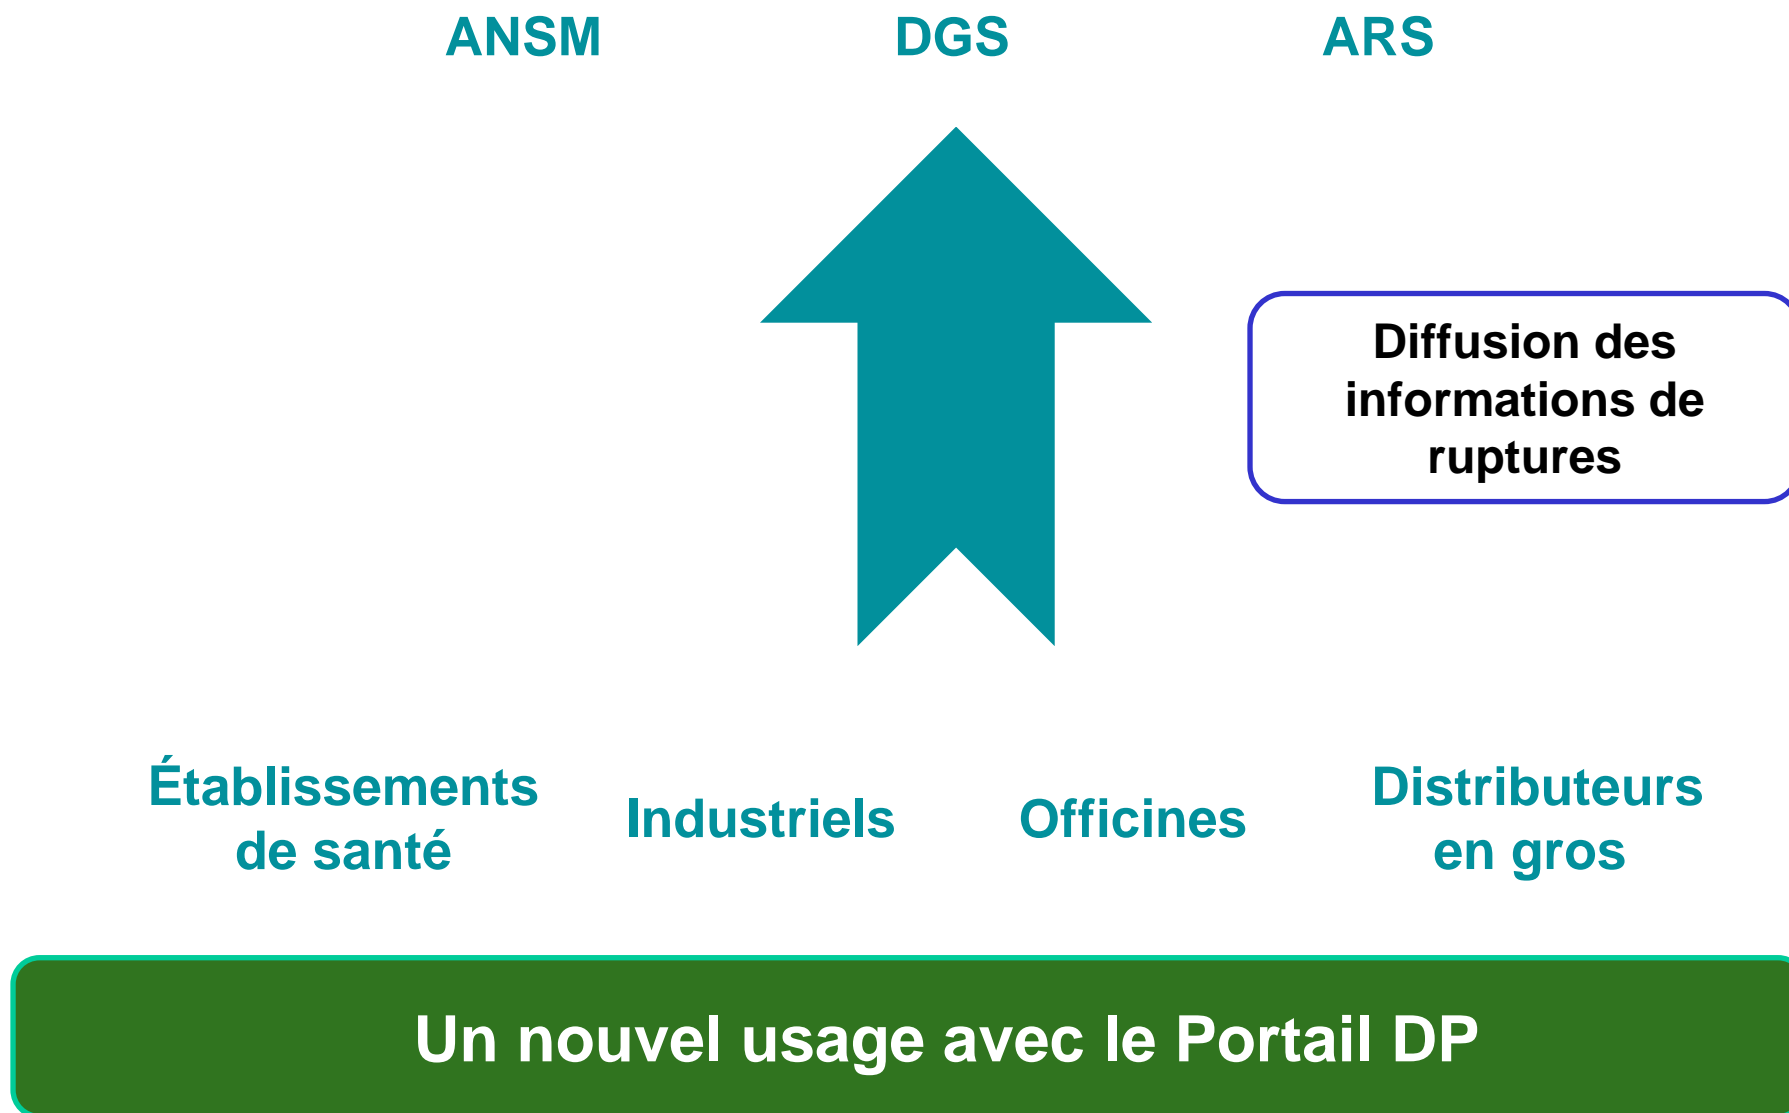 ANSM DGS ARS
Diffusion des
informations de
ruptures
Établissements
de santé
Industriels
Officines
Distributeurs
en gros
Un nouvel usage avec le Portail DP